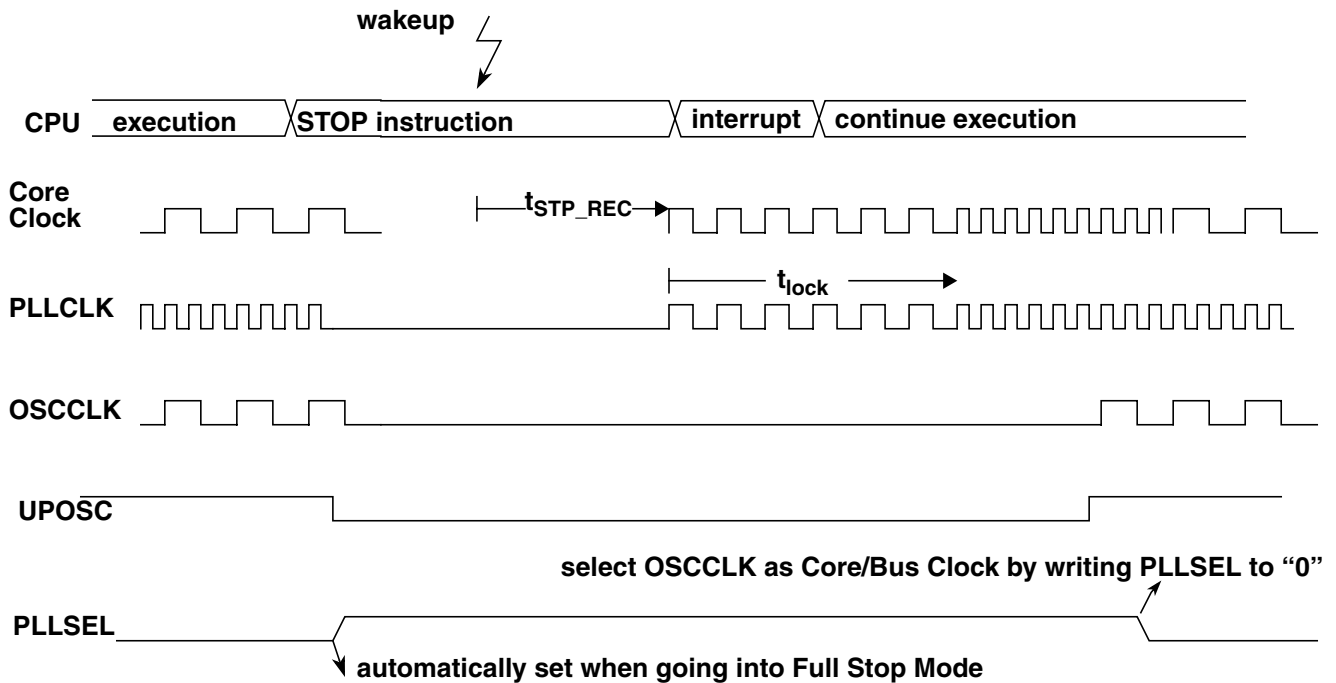 wakeup
CPU execution STOP instruction interrupt continue execution
Core
Clock
tSTP_REC
tlock
PLLCLK
OSCCLK
UPOSC
select OSCCLK as Core/Bus Clock by writing PLLSEL to “0”
PLLSEL
automatically set when going into Full Stop Mode